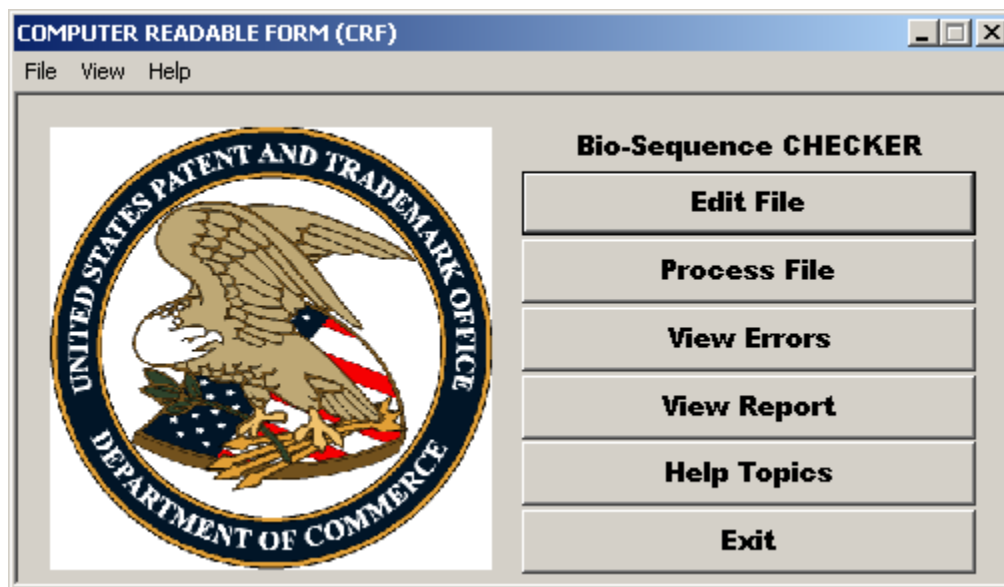 COMPUTER READABLE FORM (CRF)
File View Help
UNITED STATES PATENT AND TRADEMARK OFFICE
DEPARTMENT OF COMMERCE
Bio-Sequence CHECKER
Edit File
Process File
View Errors
View Report
Help Topics
Exit